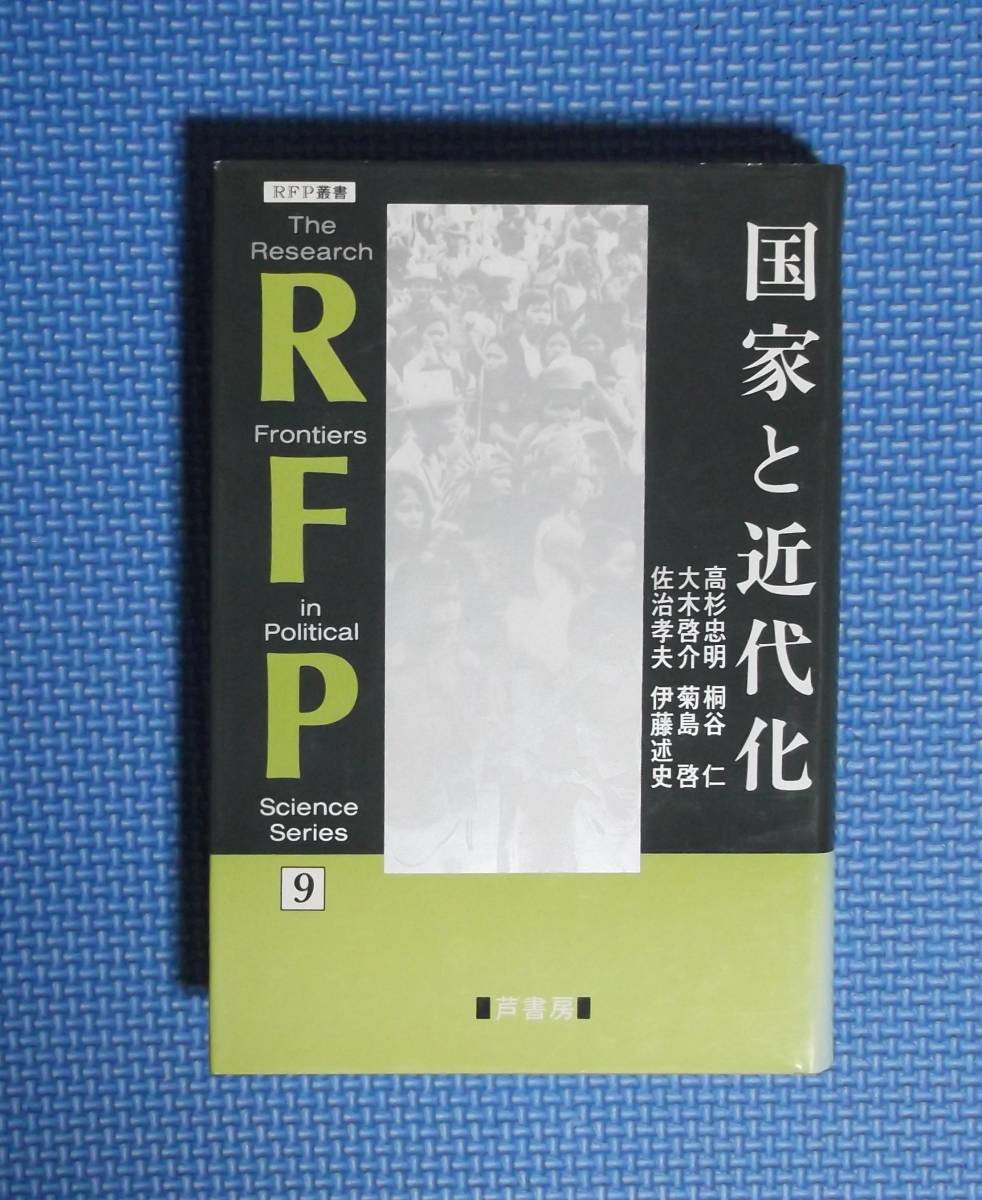 国家と近代化
高杉忠明 桐谷 仁
大木啓介 菊島 啓
佐治孝夫 伊藤述史
RFP叢書
The
Research
R
Frontiers
F
in
Political
P
Science
Series
9
芦書房